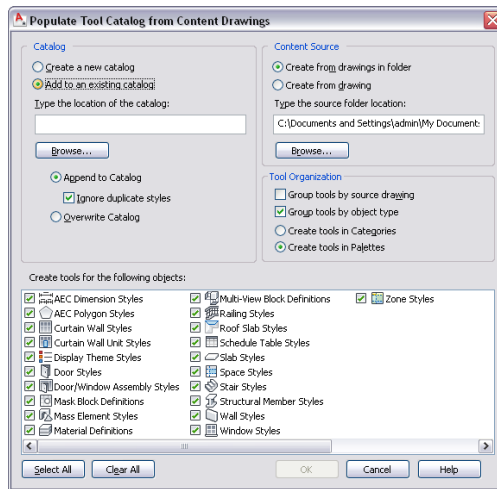 Populate Tool Catalog from Content Drawings
Catalog
Create a new catalog
Add to an existing catalog
Type the location of the catalog:
Browse...
Append to Catalog
Ignore duplicate styles
Overwrite Catalog
Content Source
Create from drawings in folder
Create from drawing
Type the source folder location:
C:\Documents and Settings\admin\My Documents
Browse...
Tool Organization
Group tools by source drawing
Group tools by object type
Create tools in Categories
Create tools in Palettes
Create tools for the following objects:
AEC Dimension Styles
AEC Polygon Styles
Curtain Wall Styles
Curtain Wall Unit Styles
Display Theme Styles
Door Styles
Door/Window Assembly Styles
Mask Block Definitions
Mass Element Styles
Material Definitions
Multi-View Block Definitions
Railing Styles
Roof Slab Styles
Schedule Table Styles
Slab Styles
Space Styles
Stair Styles
Structural Member Styles
Wall Styles
Window Styles
Zone Styles
Select All
Clear All
OK
Cancel
Help